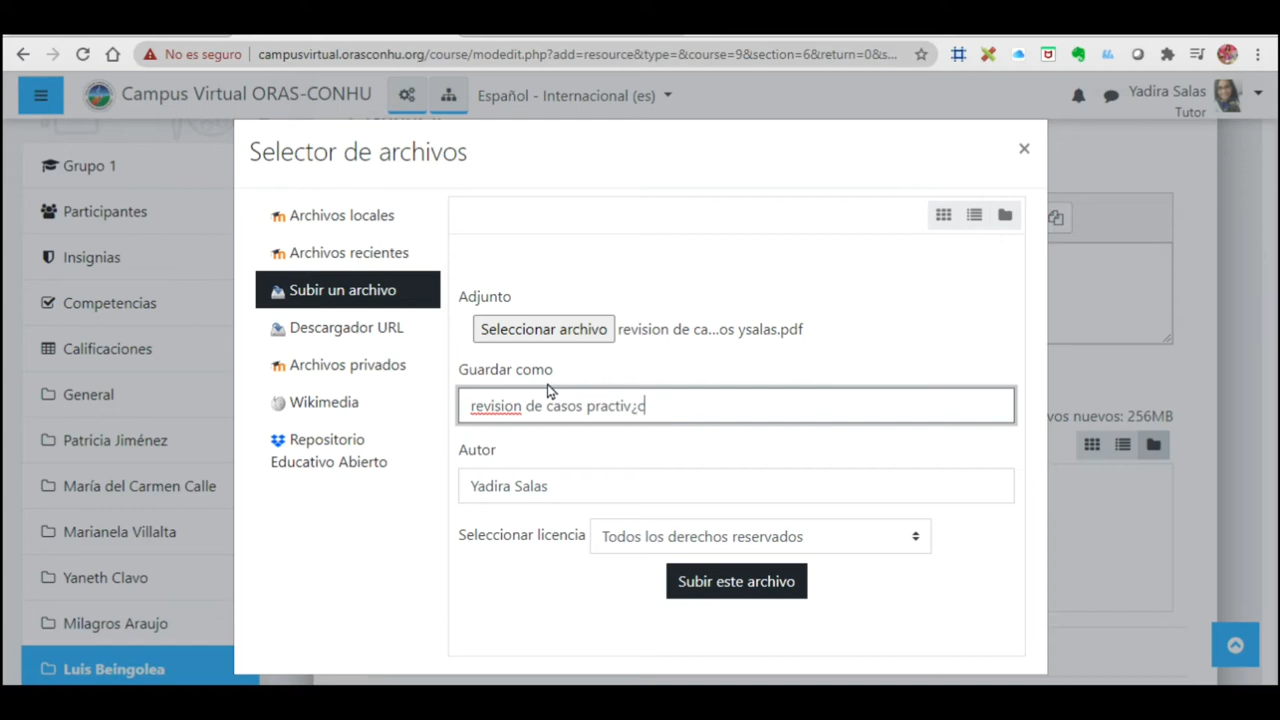 No es seguro campusvirtual.orasconhu.org/course/modedit.php?add=resource&type=&course=9&section=6&return=0&s...
Campus Virtual ORAS-CONHU Español - Internacional (es) Yadira Salas
Tutor
Grupo 1
Participantes
Insignias
Competencias
Calificaciones
General
Patricia Jiménez
María del Carmen Calle
Marianela Villalta
Yaneth Clavo
Milagros Araujo
Luis Beingolea
Selector de archivos ×
Archivos locales
Archivos recientes
Subir un archivo
Descargador URL
Archivos privados
Wikimedia
Repositorio
Educativo Abierto
Adjunto
Seleccionar archivo revision de ca...os ysalas.pdf
Guardar como
revision de casos practiv¿c
Autor
Yadira Salas
Seleccionar licencia Todos los derechos reservados
Subir este archivo
os nuevos: 256MB